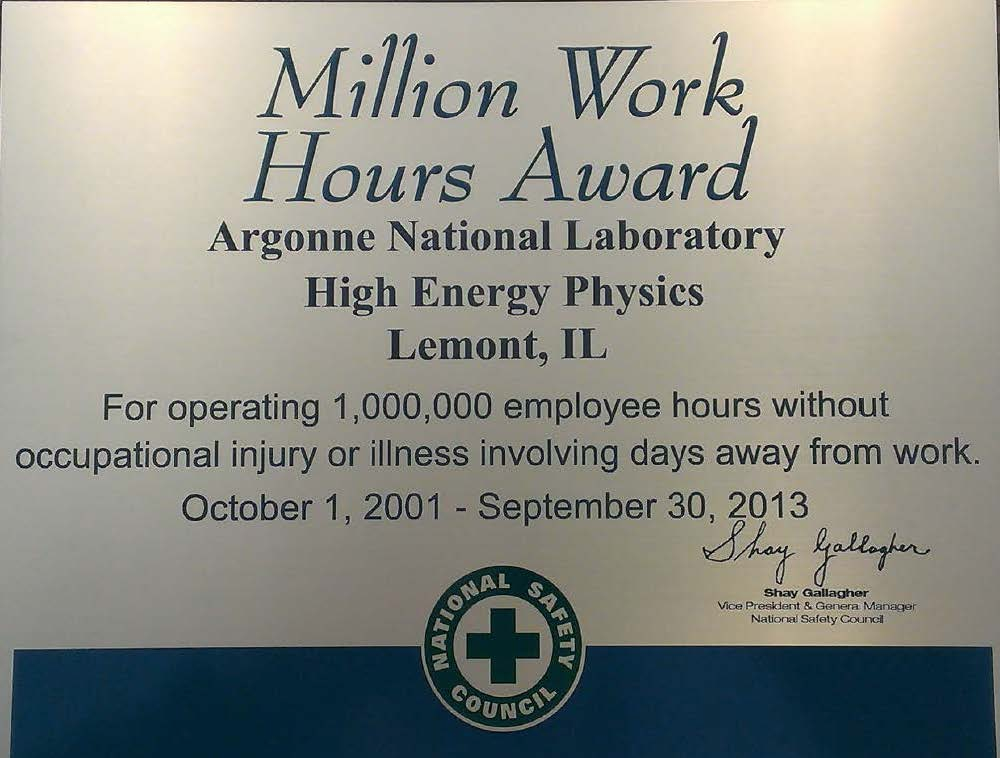 Million Work
Hours Award
Argonne National Laboratory
High Energy Physics
Lemont, IL
For operating 1,000,000 employee hours without
occupational injury or illness involving days away from work.
October 1, 2001 - September 30, 2013
Shay Gallagher
Shay Gallagher
Vice President & General Manager
National Safety Council
NATIONAL SAFETY
COUNCIL